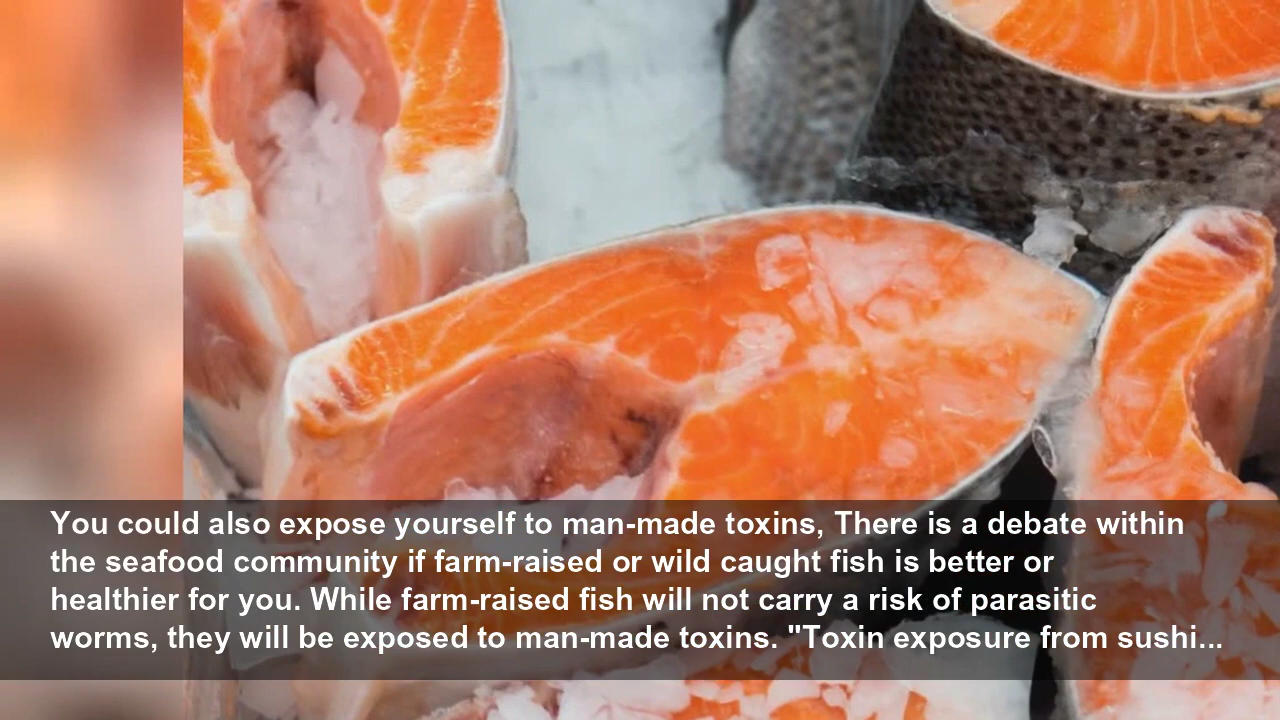 You could also expose yourself to man-made toxins, There is a debate within
the seafood community if farm-raised or wild caught fish is better or
healthier for you. While farm-raised fish will not carry a risk of parasitic
worms, they will be exposed to man-made toxins. "Toxin exposure from sushi...